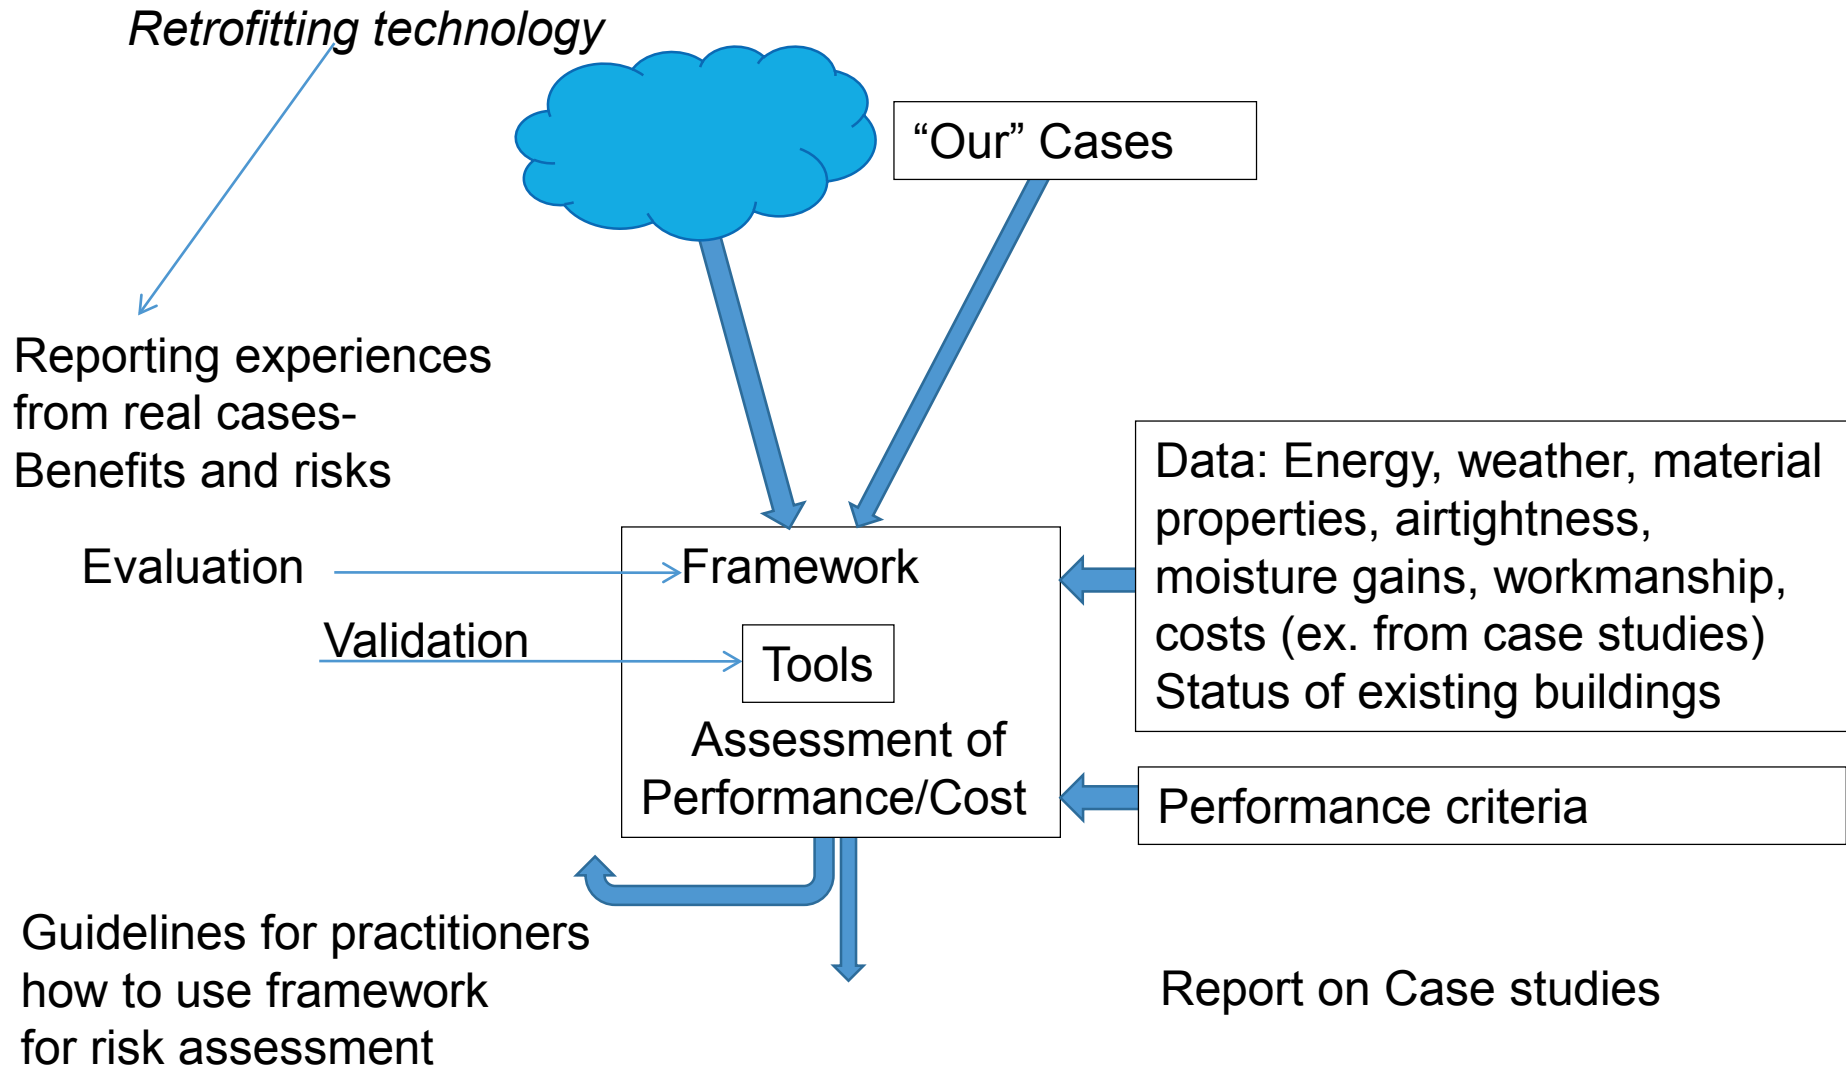 Retrofitting technology
“Our” Cases
Reporting experiences
from real cases-
Benefits and risks
Data: Energy, weather, material
properties, airtightness,
moisture gains, workmanship,
costs (ex. from case studies)
Status of existing buildings
Evaluation
Framework
Validation
Tools
Assessment of
Performance/Cost
Performance criteria
Guidelines for practitioners
how to use framework
for risk assessment
Report on Case studies